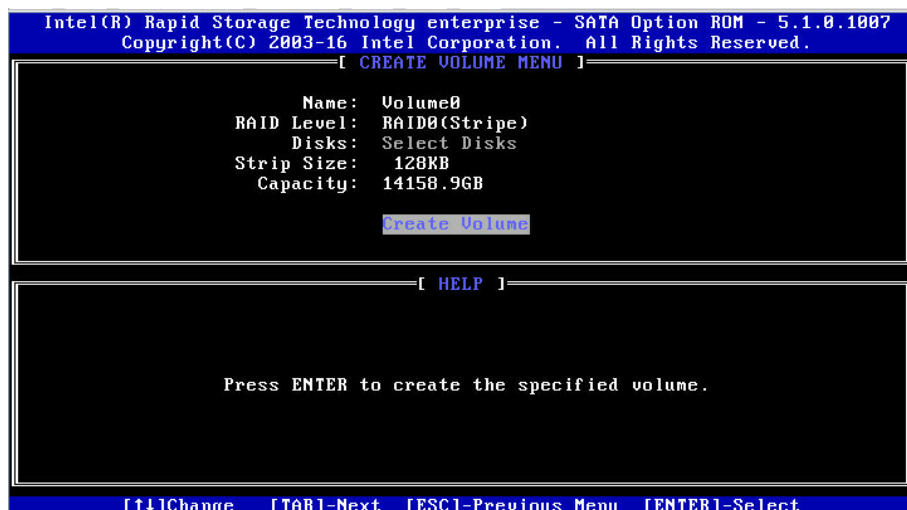 Intel(R) Rapid Storage Technology enterprise - SATA Option ROM - 5.1.0.1007
Copyright(C) 2003-16 Intel Corporation. All Rights Reserved.
[ CREATE VOLUME MENU ]
Name: Volume0
RAID Level: RAID0(Stripe)
Disks: Select Disks
Strip Size: 128KB
Capacity: 14158.9GB
Create Volume
[ HELP ]
Press ENTER to create the specified volume.
[↑↓]Change [TAB]-Next [ESC]-Previous Menu [ENTER]-Select